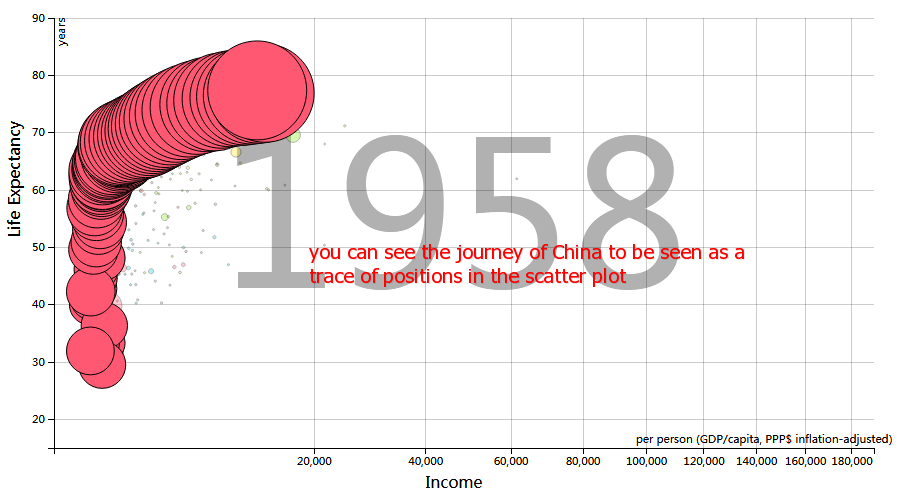 90
years
80
70
60
50
40
30
20
Life Expectancy
1958
you can see the journey of China to be seen as a
trace of positions in the scatter plot
per person (GDP/capita, PPP$ inflation-adjusted)
20,000 40,000 60,000 80,000 100,000 120,000 140,000 160,000 180,000
Income